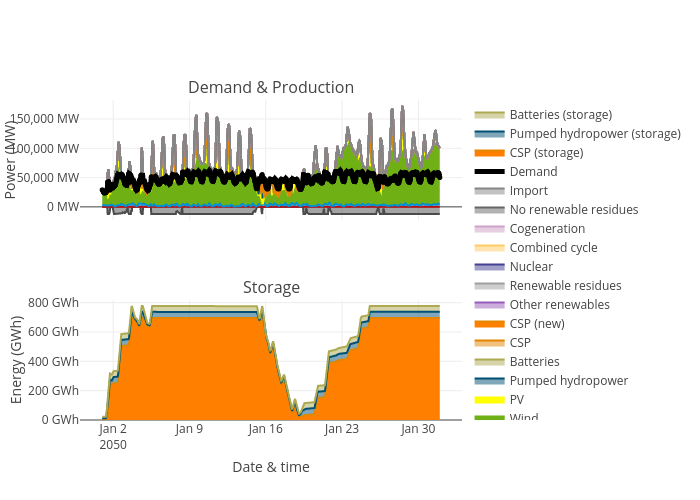 Demand & Production
Power (MW)
150,000 MW
100,000 MW
50,000 MW
0 MW
Storage
Energy (GWh)
800 GWh
600 GWh
400 GWh
200 GWh
0 GWh
Jan 2
2050
Jan 9
Jan 16
Jan 23
Jan 30
Date & time
Batteries (storage)
Pumped hydropower (storage)
CSP (storage)
Demand
Import
No renewable residues
Cogeneration
Combined cycle
Nuclear
Renewable residues
Other renewables
CSP (new)
CSP
Batteries
Pumped hydropower
PV
Wind